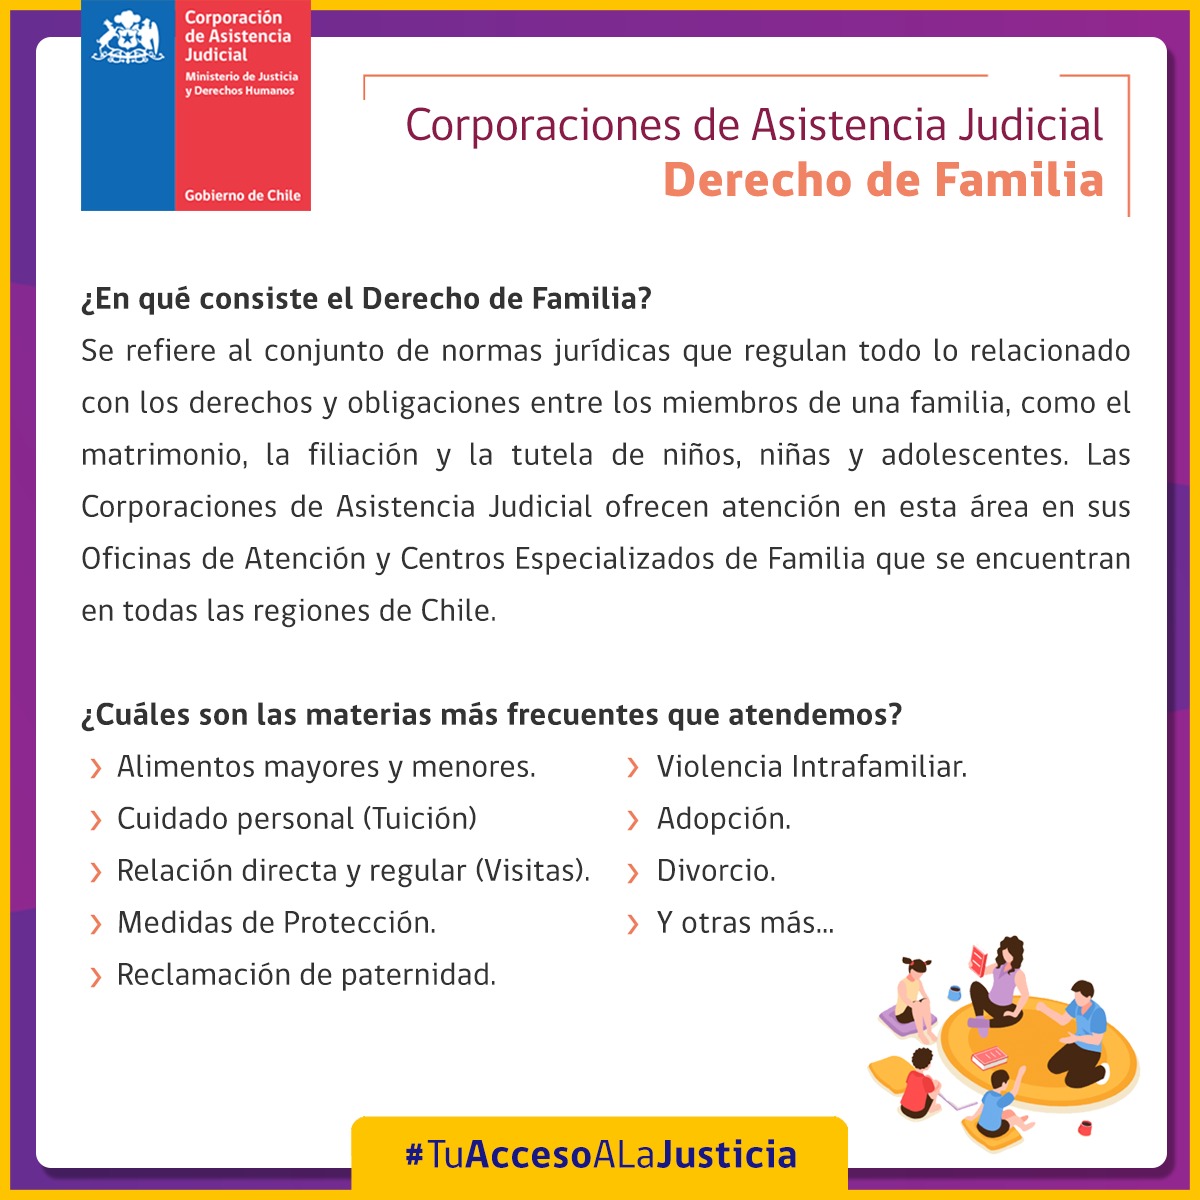 Corporación
de Asistencia
Judicial
Ministerio de Justicia
y Derechos Humanos
Gobierno de Chile
Corporaciones de Asistencia Judicial
Derecho de Familia
¿En qué consiste el Derecho de Familia?
Se refiere al conjunto de normas jurídicas que regulan todo lo relacionado
con los derechos y obligaciones entre los miembros de una familia, como el
matrimonio, la filiación y la tutela de niños, niñas y adolescentes. Las
Corporaciones de Asistencia Judicial ofrecen atención en esta área en sus
Oficinas de Atención y Centros Especializados de Familia que se encuentran
en todas las regiones de Chile.
¿Cuáles son las materias más frecuentes que atendemos?
› Alimentos mayores y menores.
› Cuidado personal (Tuición)
› Relación directa y regular (Visitas).
› Medidas de Protección.
› Reclamación de paternidad.
› Violencia Intrafamiliar.
› Adopción.
› Divorcio.
› Y otras más...
#TuAccesoALaJusticia